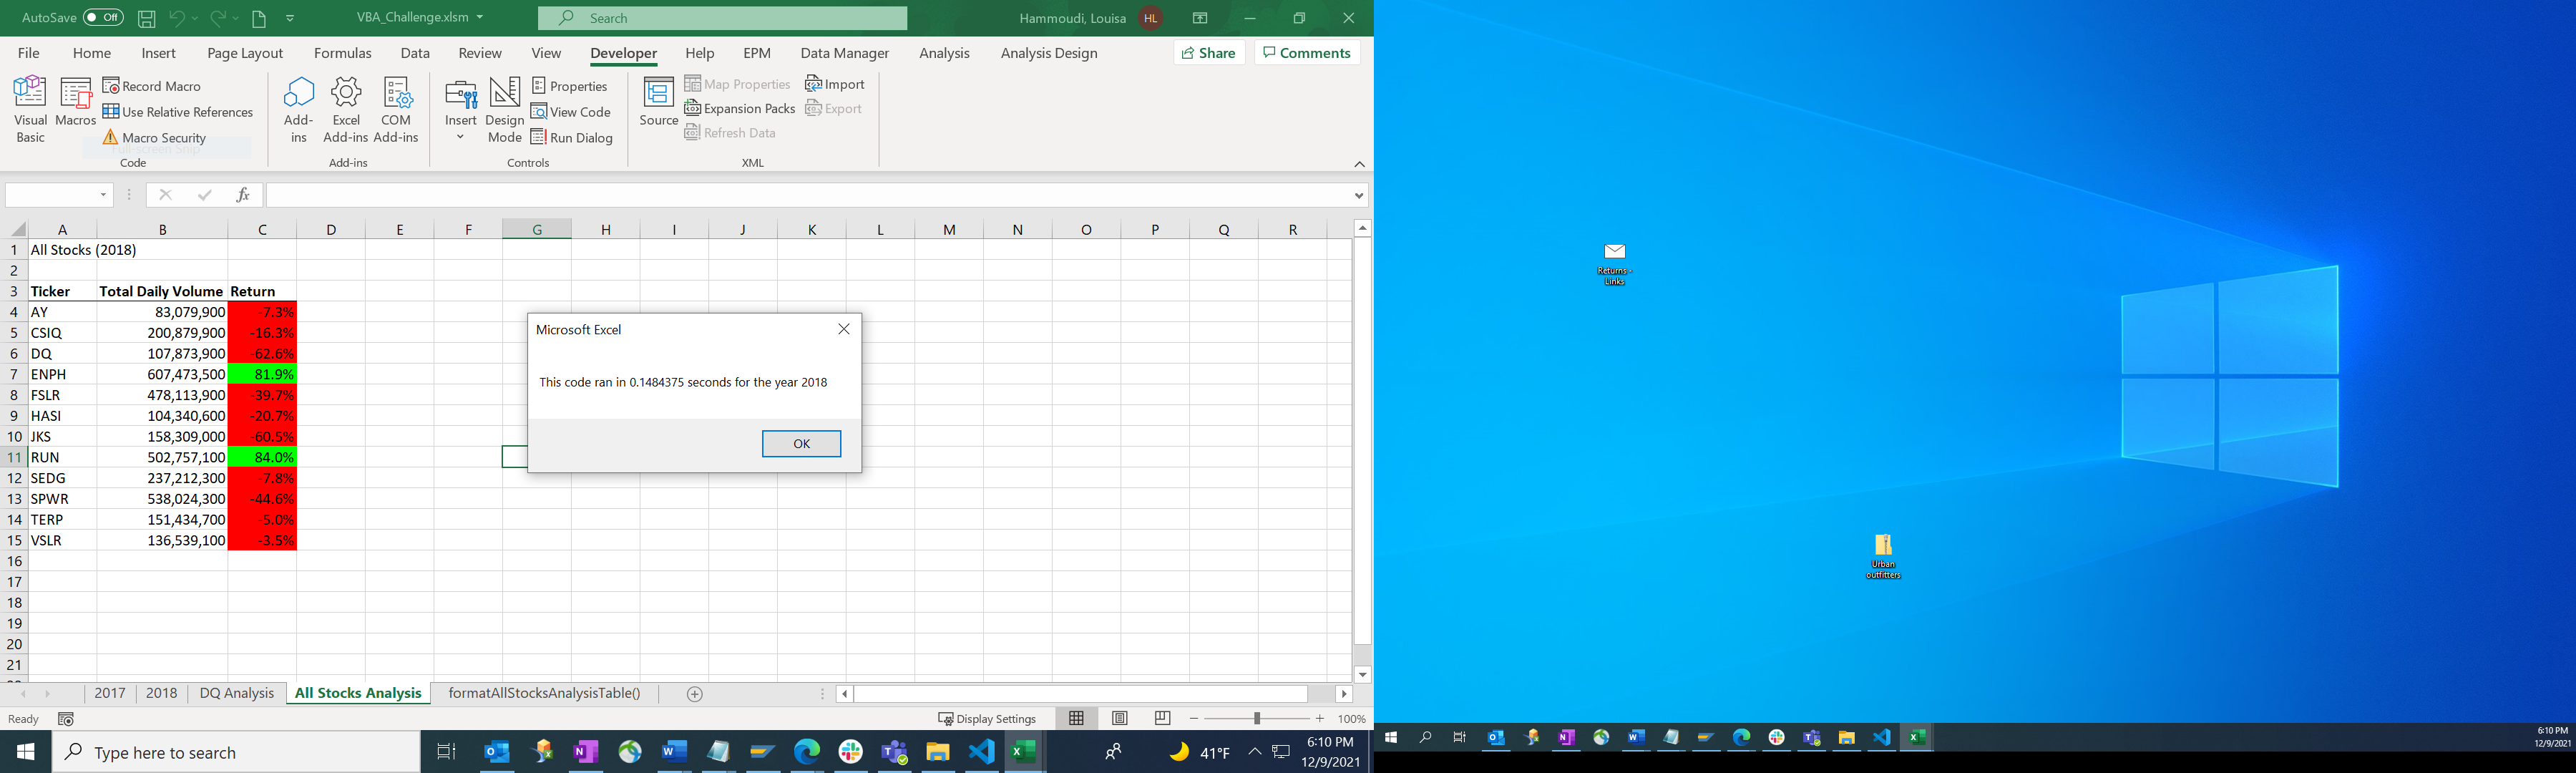 AutoSave Off VBA_Challenge.xlsm Search Hammoudi, Louisa HL
File Home Insert Page Layout Formulas Data Review View Developer Help EPM Data Manager Analysis Analysis Design Share Comments
Visual Basic
Macros
Record Macro
Use Relative References
Macro Security
Full-screen Snip
Code
Add-ins
Excel Add-ins
COM Add-ins
Add-ins
Insert
Design Mode
Properties
View Code
Run Dialog
Controls
Source
Map Properties
Expansion Packs
Refresh Data
Import
Export
XML
fx
A B C D E F G H I J K L M N O P Q R
1 All Stocks (2018)
2
3 Ticker Total Daily Volume Return
4 AY 83,079,900 -7.3%
5 CSIQ 200,879,900 -16.3%
6 DQ 107,873,900 -62.6%
7 ENPH 607,473,500 81.9%
8 FSLR 478,113,900 -39.7%
9 HASI 104,340,600 -20.7%
10 JKS 158,309,000 -60.5%
11 RUN 502,757,100 84.0%
12 SEDG 237,212,300 -7.8%
13 SPWR 538,024,300 -44.6%
14 TERP 151,434,700 -5.0%
15 VSLR 136,539,100 -3.5%
16
17
18
19
20
21
Microsoft Excel
This code ran in 0.1484375 seconds for the year 2018
OK
2017 2018 DQ Analysis All Stocks Analysis formatAllStocksAnalysisTable()
Ready Display Settings 100%
Type here to search 41°F 6:10 PM
12/9/2021
Returns -
Links
Urban
outfitters
6:10 PM
12/9/2021